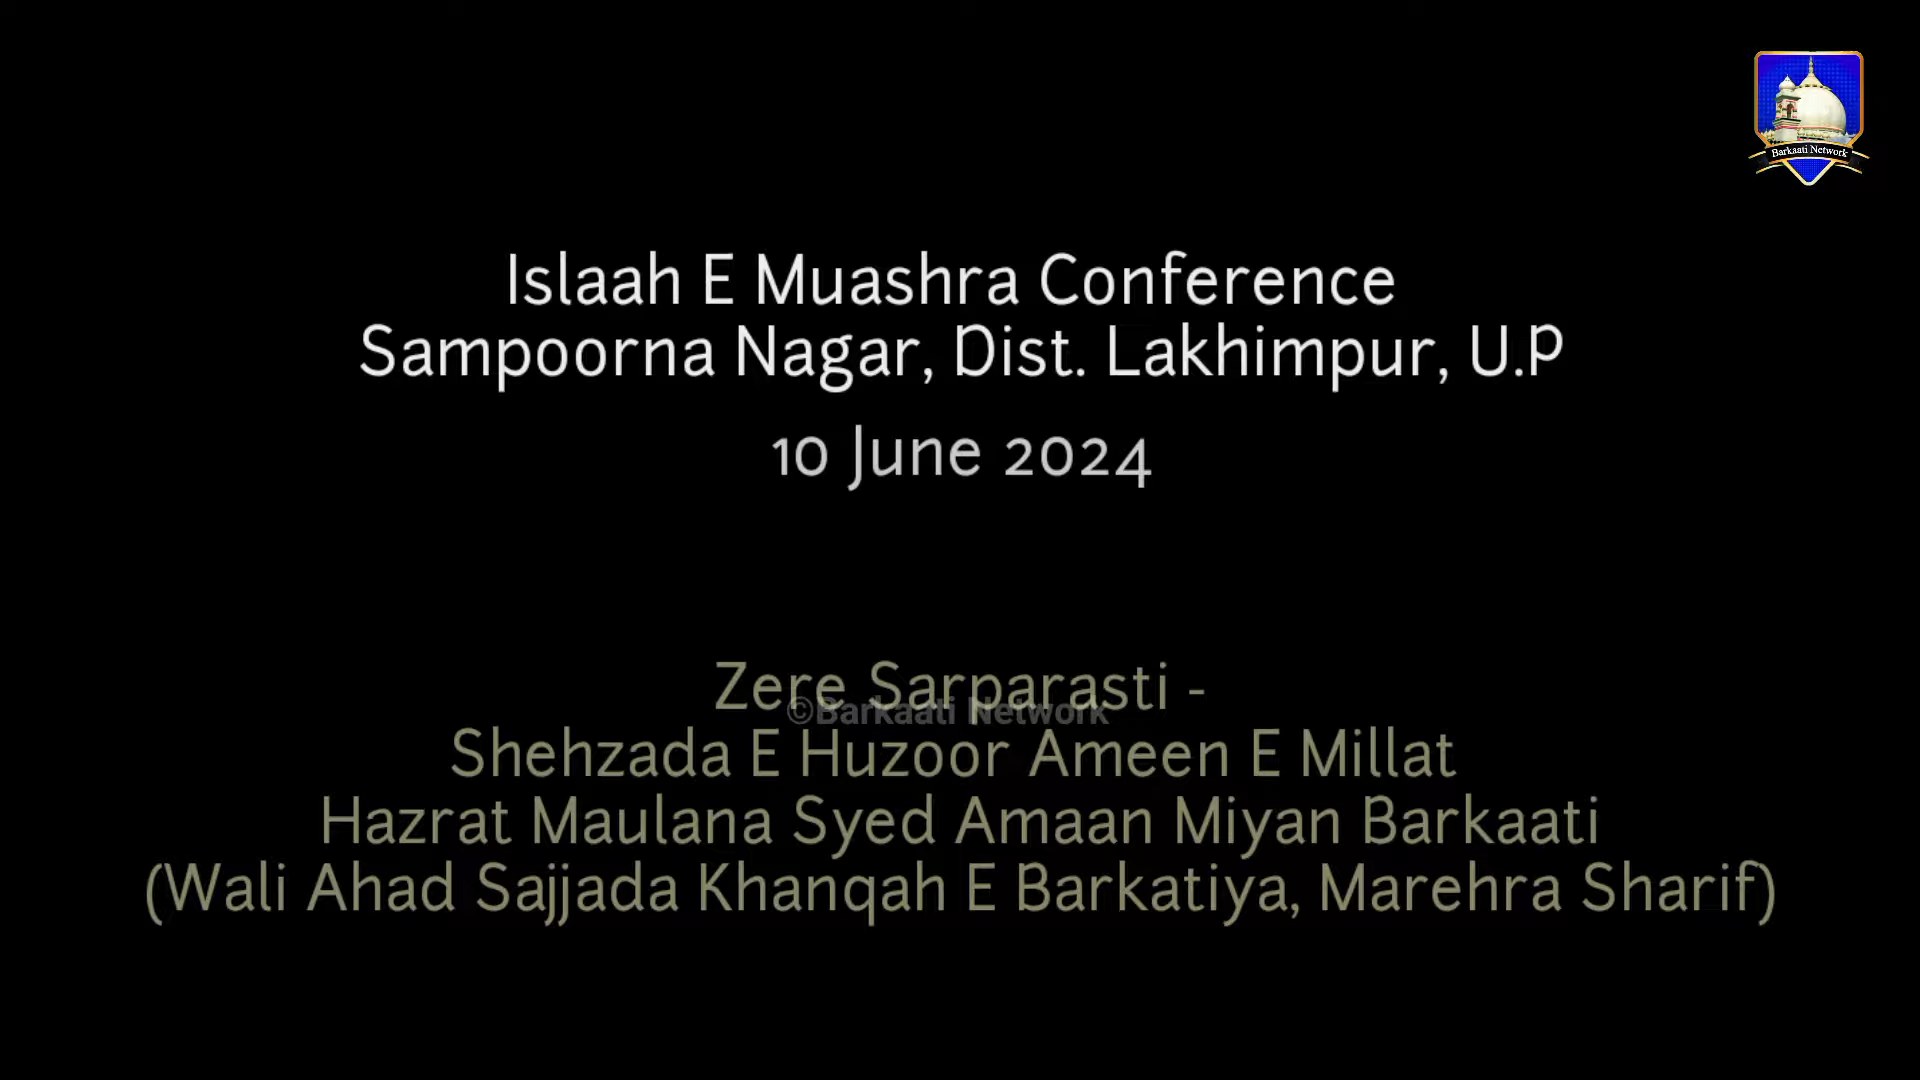 Barkaati Network
Islaah E Muashra Conference
Sampoorna Nagar, Dist. Lakhimpur, U.P
10 June 2024
Zere Sarparasti -
©Barkaati Network
Shehzada E Huzoor Ameen E Millat
Hazrat Maulana Syed Amaan Miyan Barkaati
(Wali Ahad Sajjada Khanqah E Barkatiya, Marehra Sharif)